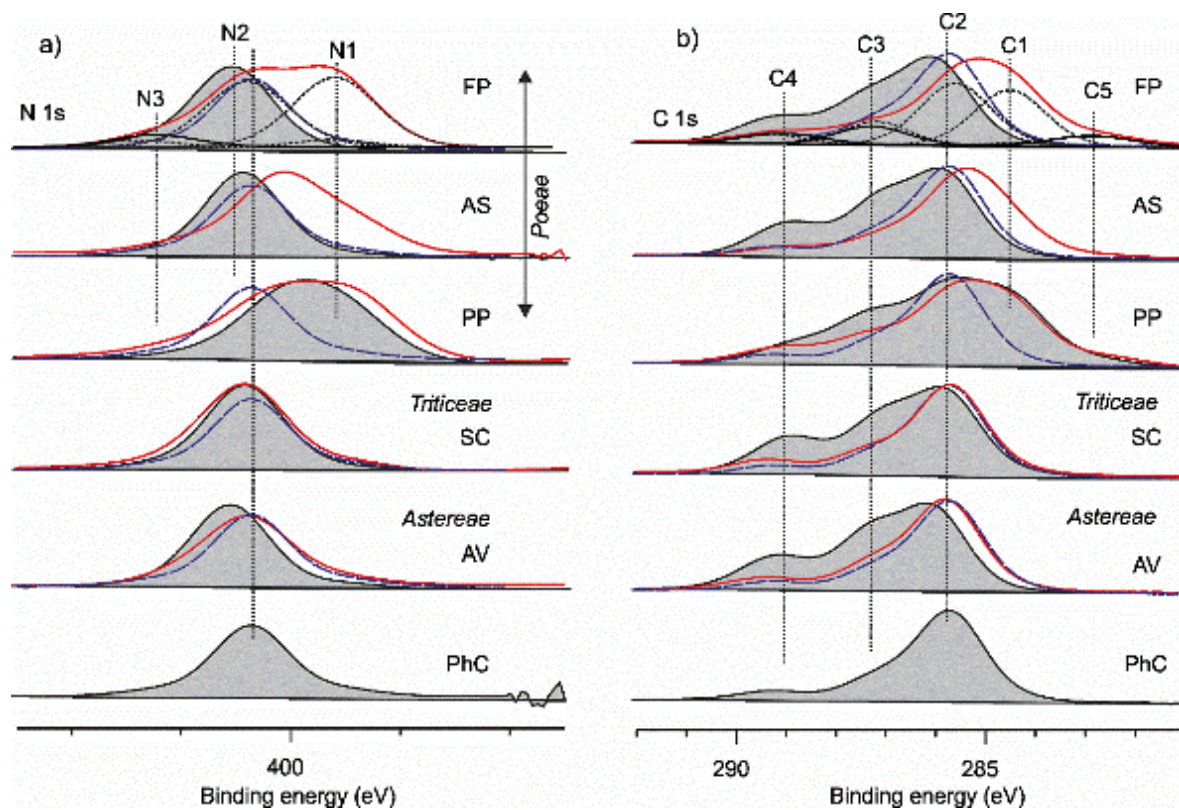 a)
N2
N1
N3
FP
N 1s
Poeae
AS
PP
Triticeae
SC
Astereae
AV
PhC
400
Binding energy (eV)
b)
C2
C3
C1
C4
C5
FP
C 1s
AS
PP
Triticeae
SC
Astereae
AV
PhC
290
285
Binding energy (eV)